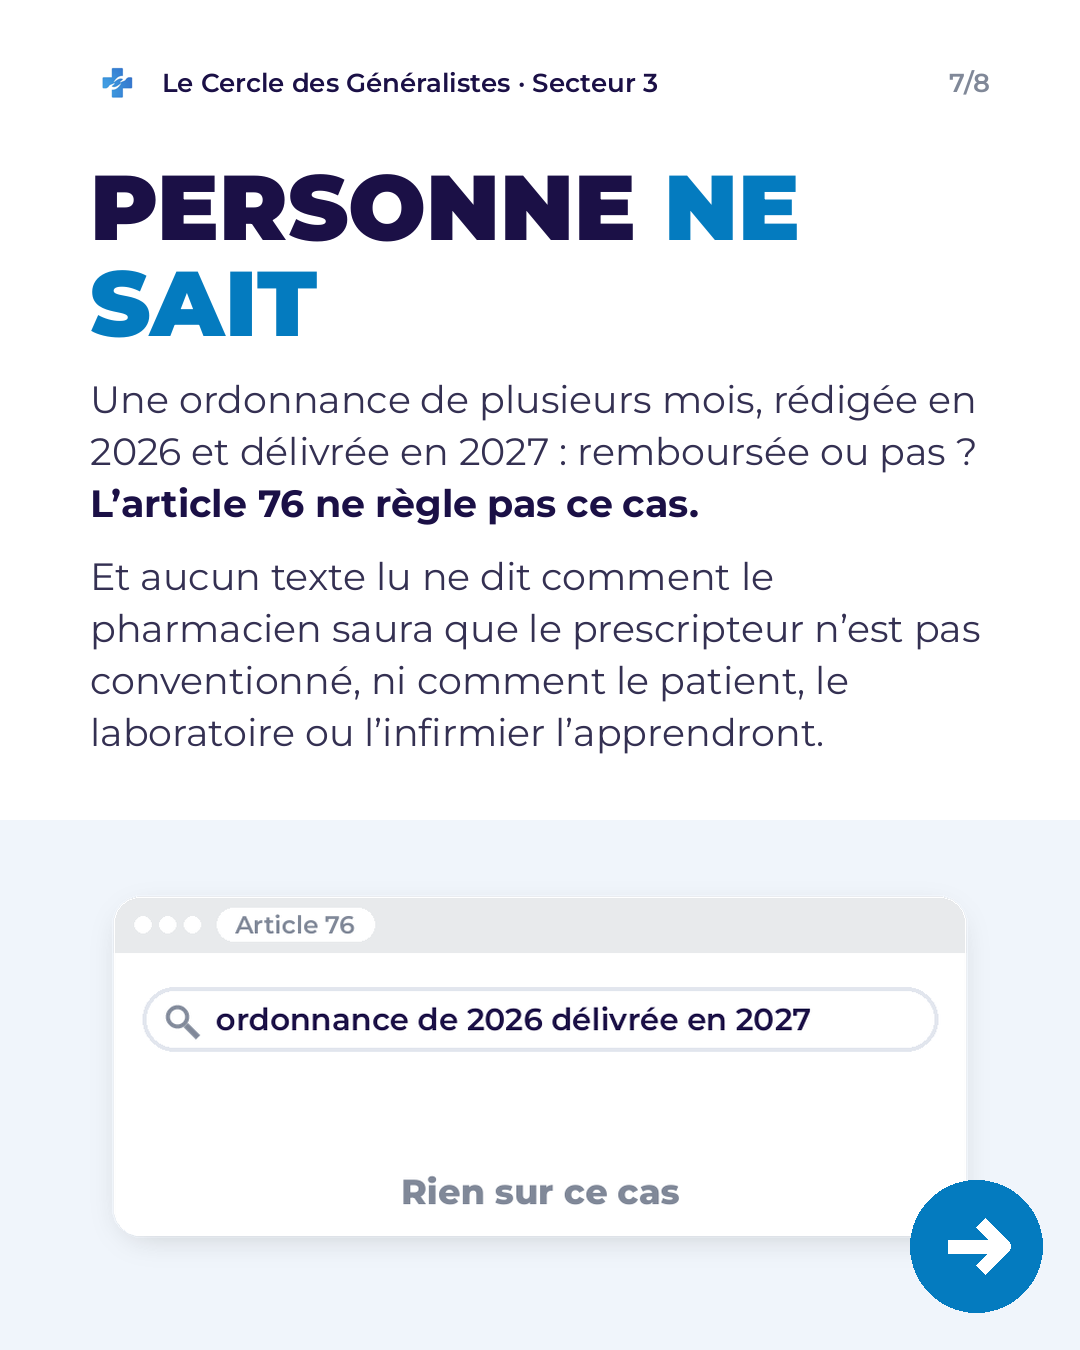 Le Cercle des Généralistes · Secteur 3
7/8
PERSONNE NE
SAIT
Une ordonnance de plusieurs mois, rédigée en
2026 et délivrée en 2027 : remboursée ou pas ?
L’article 76 ne règle pas ce cas.
Et aucun texte lu ne dit comment le
pharmacien saura que le prescripteur n’est pas
conventionné, ni comment le patient, le
laboratoire ou l’infirmier l’apprendront.
Article 76
ordonnance de 2026 délivrée en 2027
Rien sur ce cas